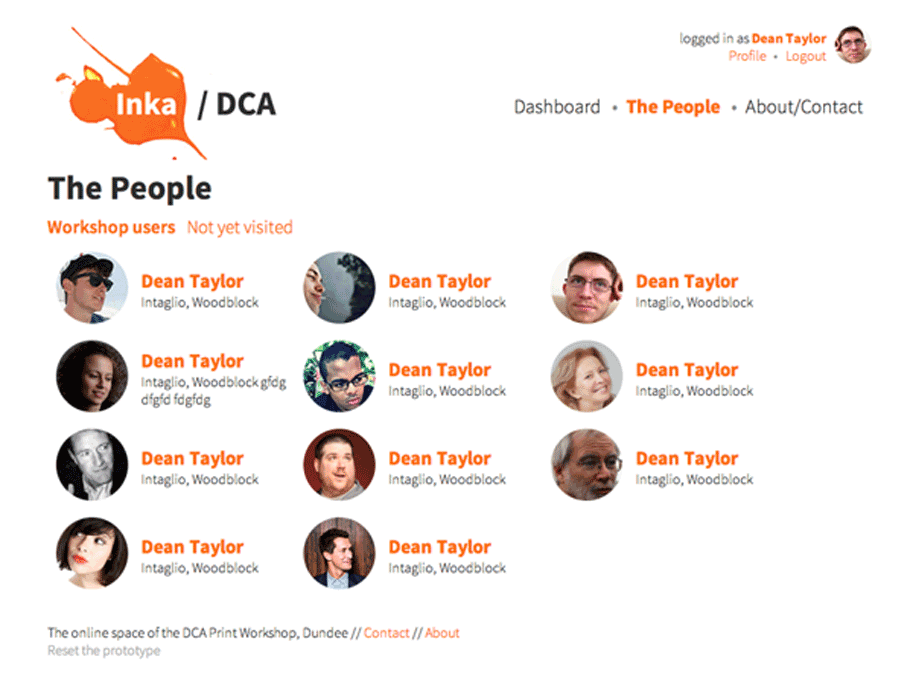 logged in as Dean Taylor
Profile • Logout
Inka / DCA
Dashboard • The People • About/Contact
The People
Workshop users Not yet visited
Dean Taylor
Intaglio, Woodblock
Dean Taylor
Intaglio, Woodblock
Dean Taylor
Intaglio, Woodblock
Dean Taylor
Intaglio, Woodblock gfdg
dfgfd fdgfdg
Dean Taylor
Intaglio, Woodblock
Dean Taylor
Intaglio, Woodblock
Dean Taylor
Intaglio, Woodblock
Dean Taylor
Intaglio, Woodblock
Dean Taylor
Intaglio, Woodblock
Dean Taylor
Intaglio, Woodblock
Dean Taylor
Intaglio, Woodblock
The online space of the DCA Print Workshop, Dundee // Contact // About
Reset the prototype